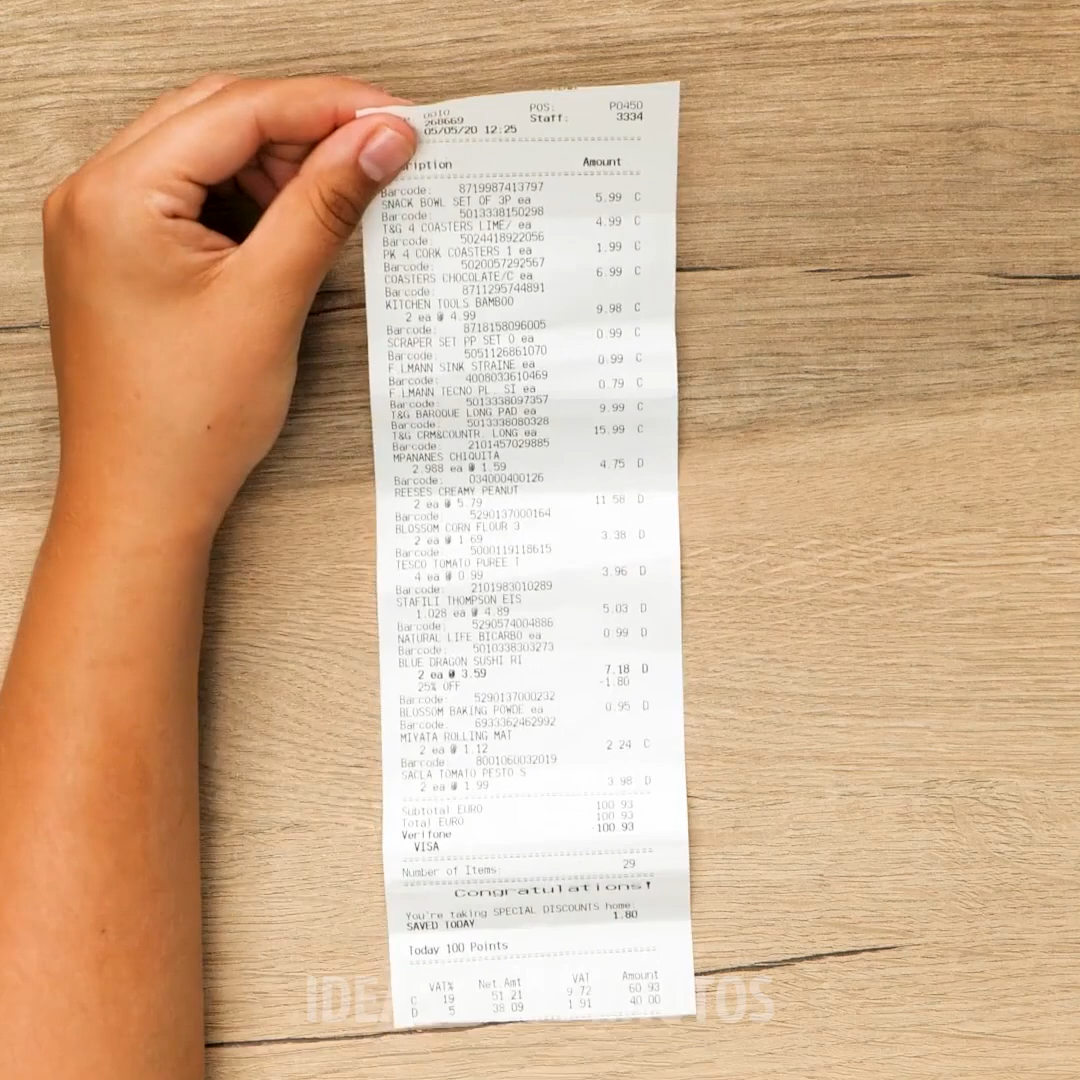 0010 POS: P0450
268669 Staff: 3334
05/05/20 12:25
ription Amount
Barcode: 8719987413797
SNACK BOWL SET OF 3P ea 5.99 C
Barcode: 5013338150298
T&G 4 COASTERS LIME/ ea 4.99 C
Barcode: 5024418922056
PK 4 CORK COASTERS 1 ea 1.99 C
Barcode: 5020057292567
COASTERS CHOCOLATE/C ea 6.99 C
Barcode: 8711295744891
KITCHEN TOOLS BAMBOO
2 ea @ 4.99 9.98 C
Barcode: 8718158096005
SCRAPER SET PP SET O ea 0.99 C
Barcode: 5051126861070
F.LMANN SINK STRAINE ea 0.99 C
Barcode: 4008033610469
F.LMANN TECNO PL. SI ea 0.79 C
Barcode: 5013338097357
T&G BAROQUE LONG PAD ea 9.99 C
Barcode: 5013338080328
T&G CRM&COUNTR. LONG ea 15.99 C
Barcode: 2101457029885
MPANANES CHIQUITA
2.988 ea @ 1.59 4.75 D
Barcode: 034000400126
REESES CREAMY PEANUT
2 ea @ 5.79 11.58 D
Barcode: 5290137000164
BLOSSOM CORN FLOUR 3
2 ea @ 1.69 3.38 D
Barcode: 5000119118615
TESCO TOMATO PUREE T
4 ea @ 0.99 3.96 D
Barcode: 2101983010289
STAFILI THOMPSON EIS
1.028 ea @ 4.89 5.03 D
Barcode: 5290574004886
NATURAL LIFE BICARBO ea 0.99 D
Barcode: 5010338303273
BLUE DRAGON SUSHI RI
2 ea @ 3.59 7.18 D
25% OFF -1.80
Barcode: 5290137000232
BLOSSOM BAKING POWDE ea 0.95 D
Barcode: 6933362462992
MIYATA ROLLING MAT
2 ea @ 1.12 2.24 C
Barcode: 8001060032019
SACLA TOMATO PESTO S
2 ea @ 1.99 3.98 D
Subtotal EURO 100.93
Total EURO 100.93
Verifone 100.93
VISA
Number of Items: 29
Congratulations!
You're taking SPECIAL DISCOUNTS home:
SAVED TODAY 1.80
Today 100 Points
VAT% Net.Amt VAT Amount
C 19 51.21 9.72 60.93
D 5 38.09 1.91 40.00